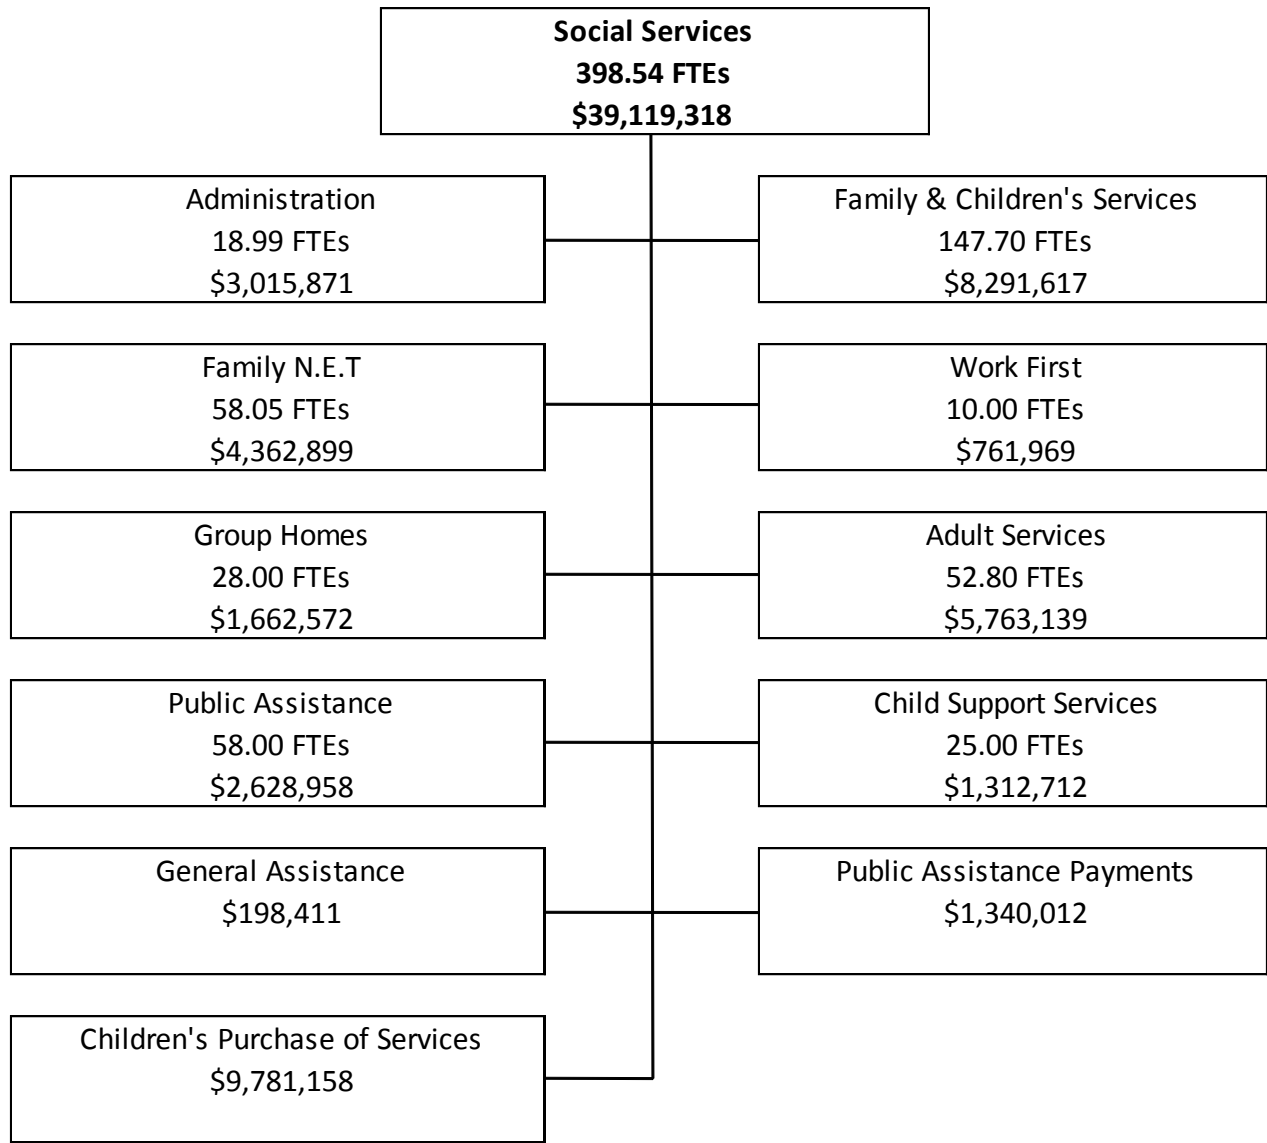 Social Services
398.54 FTEs
$39,119,318
Administration
18.99 FTEs
$3,015,871
Family & Children's Services
147.70 FTEs
$8,291,617
Family N.E.T
58.05 FTEs
$4,362,899
Work First
10.00 FTEs
$761,969
Group Homes
28.00 FTEs
$1,662,572
Adult Services
52.80 FTEs
$5,763,139
Public Assistance
58.00 FTEs
$2,628,958
Child Support Services
25.00 FTEs
$1,312,712
General Assistance
$198,411
Public Assistance Payments
$1,340,012
Children's Purchase of Services
$9,781,158